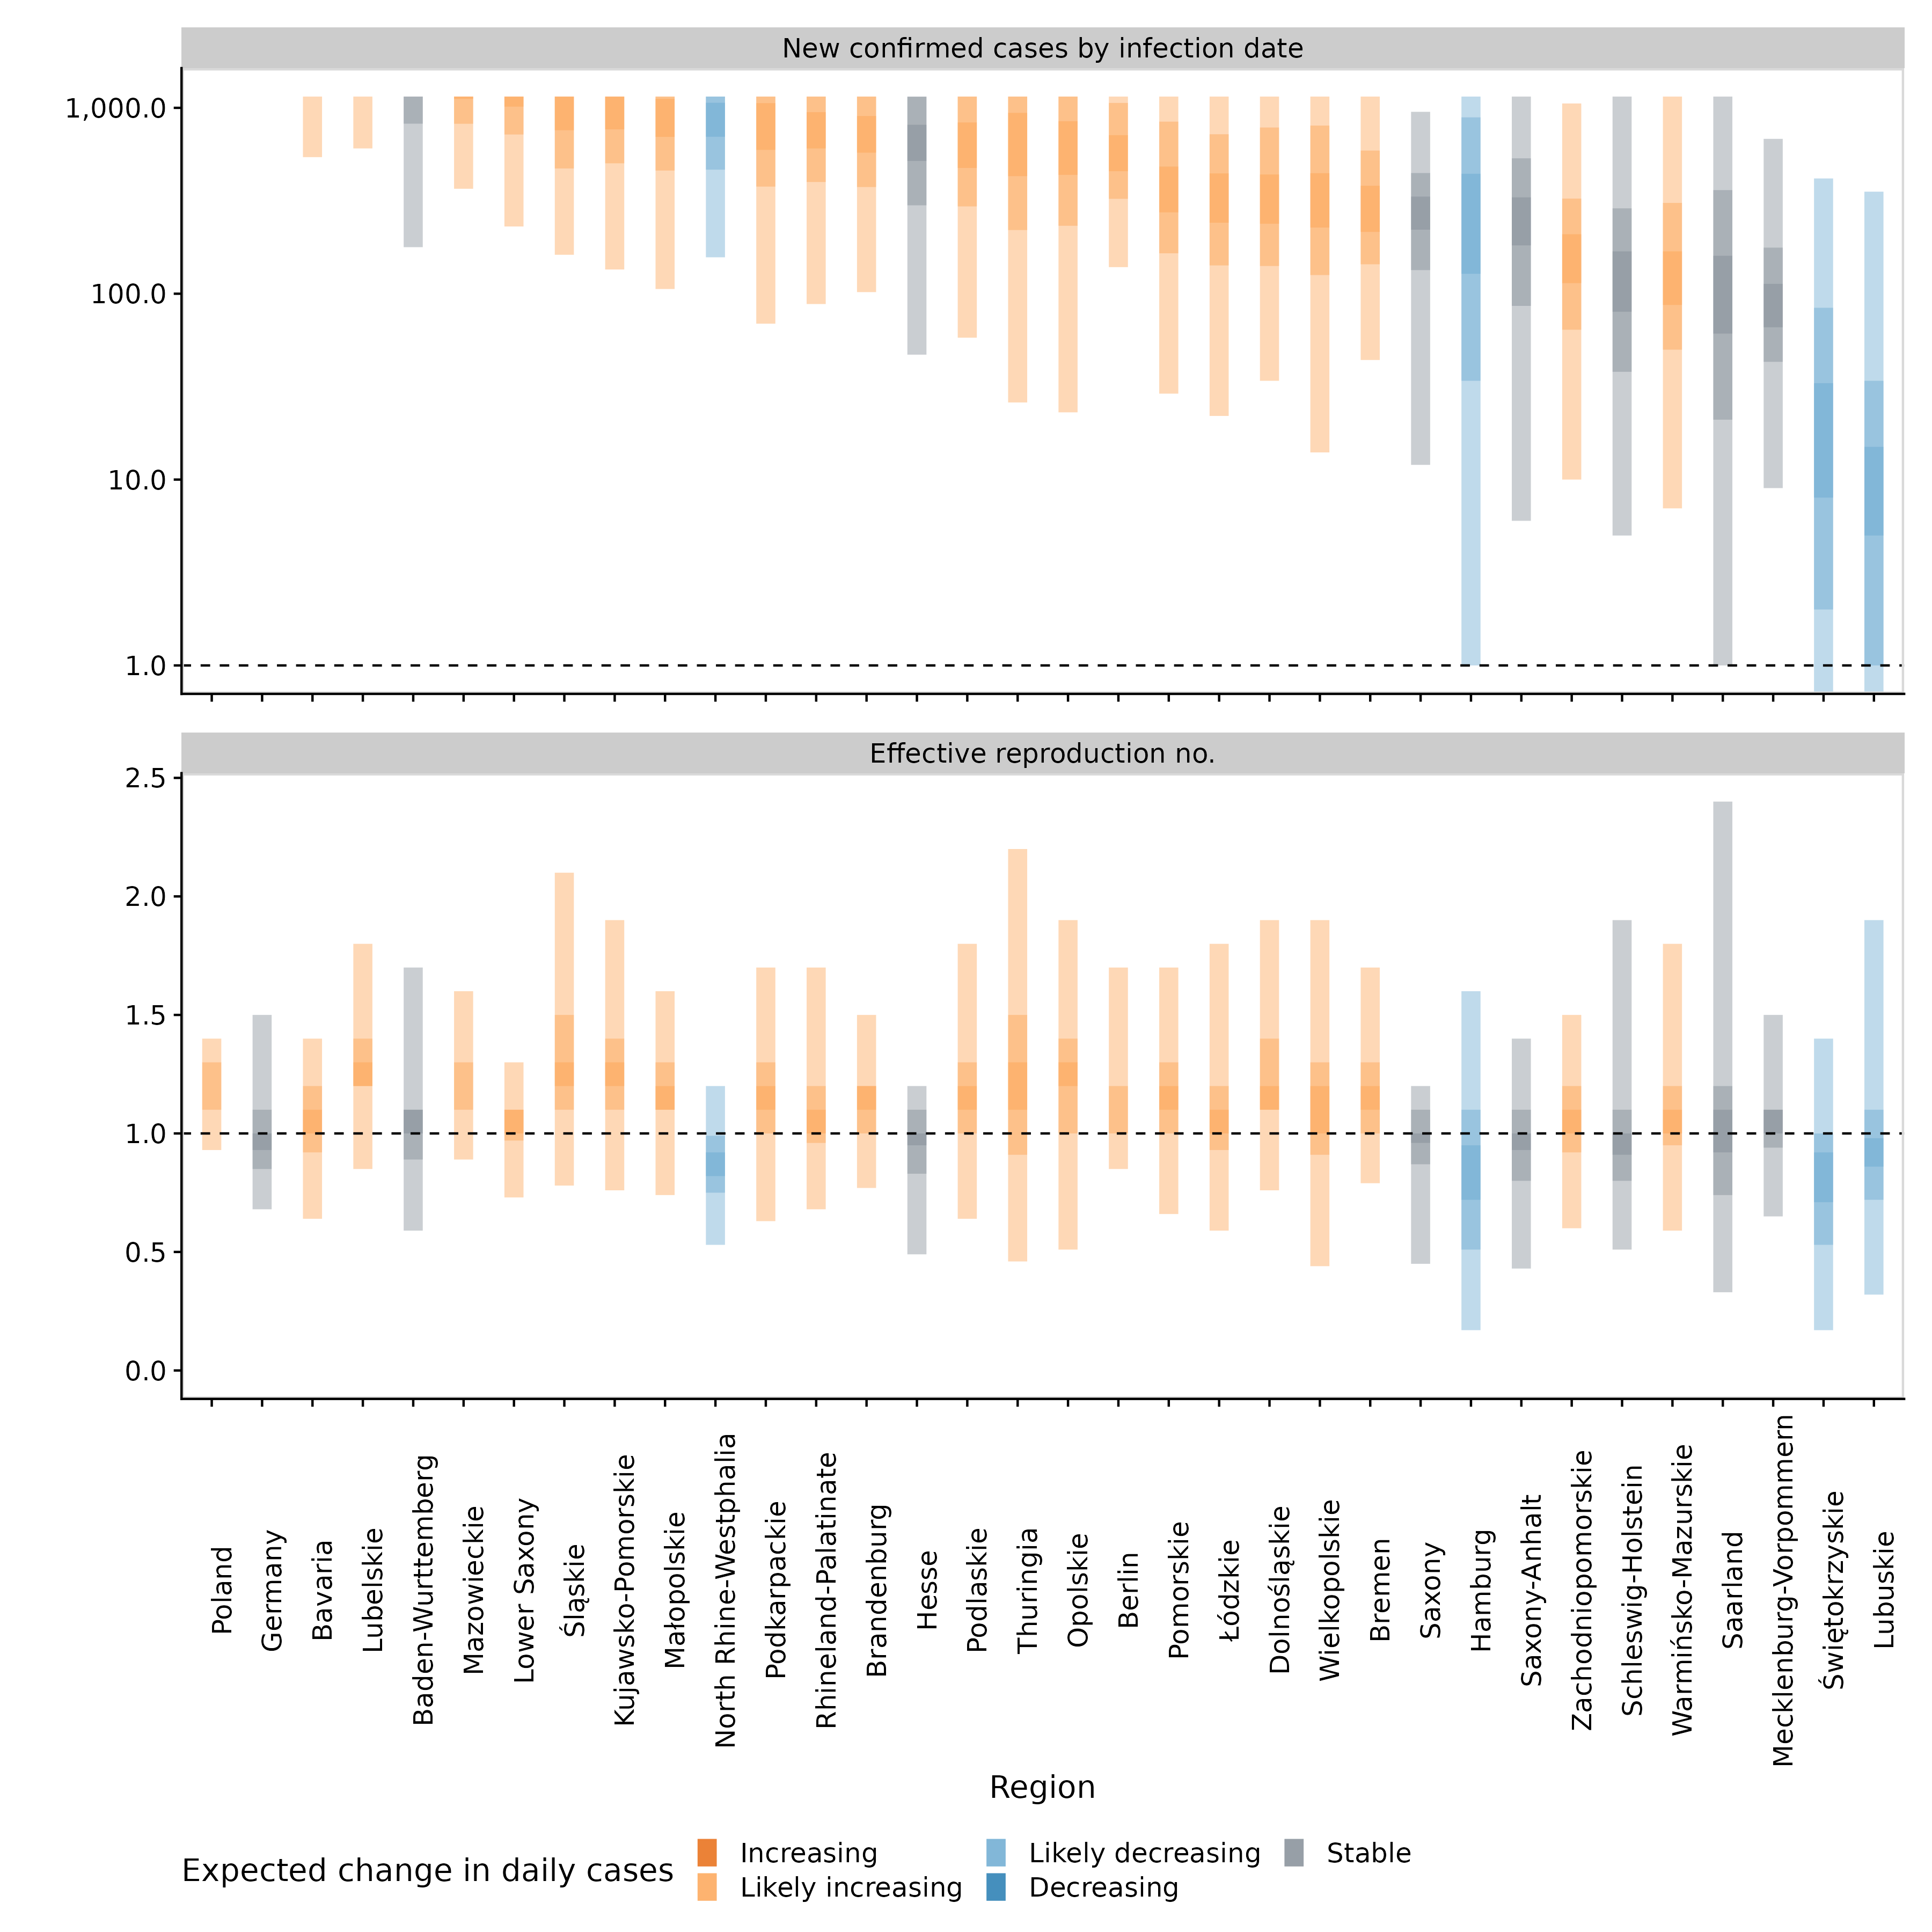 New confirmed cases by infection date
1,000.0
100.0
10.0
1.0
Effective reproduction no.
2.5
2.0
1.5
1.0
0.5
0.0
Poland
Germany
Bavaria
Lubelskie
Baden-Wurttemberg
Mazowieckie
Lower Saxony
Śląskie
Kujawsko-Pomorskie
Małopolskie
North Rhine-Westphalia
Podkarpackie
Rhineland-Palatinate
Brandenburg
Hesse
Podlaskie
Thuringia
Opolskie
Berlin
Pomorskie
Łódzkie
Dolnośląskie
Wielkopolskie
Bremen
Saxony
Hamburg
Saxony-Anhalt
Zachodniopomorskie
Schleswig-Holstein
Warmińsko-Mazurskie
Saarland
Mecklenburg-Vorpommern
Świętokrzyskie
Lubuskie
Region
Expected change in daily cases
Increasing
Likely increasing
Likely decreasing
Decreasing
Stable